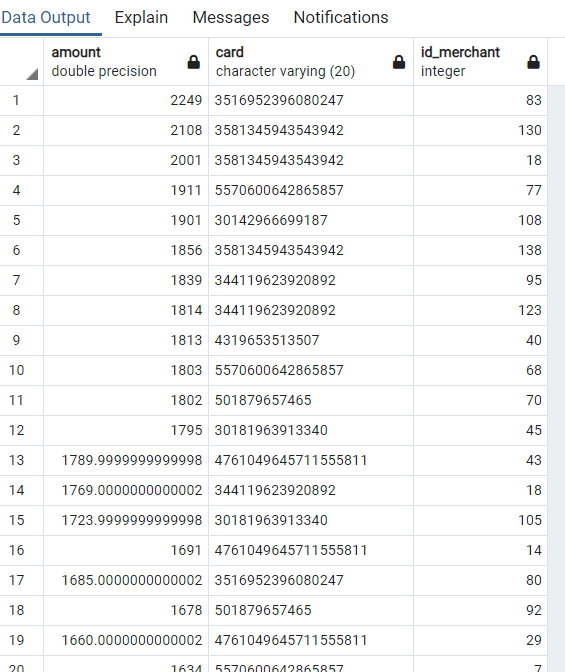 Data Output Explain Messages Notifications
amount card id_merchant
double precision character varying (20) integer
1 2249 3516952396080247 83
2 2108 3581345943543942 130
3 2001 3581345943543942 18
4 1911 5570600642865857 77
5 1901 30142966699187 108
6 1856 3581345943543942 138
7 1839 344119623920892 95
8 1814 344119623920892 123
9 1813 4319653513507 40
10 1803 5570600642865857 68
11 1802 501879657465 70
12 1795 30181963913340 45
13 1789.9999999999998 4761049645711555811 43
14 1769.0000000000002 344119623920892 18
15 1723.9999999999998 30181963913340 105
16 1691 4761049645711555811 14
17 1685.0000000000002 3516952396080247 80
18 1678 501879657465 92
19 1660.0000000000002 4761049645711555811 29
20 1634 5570600642865857 7